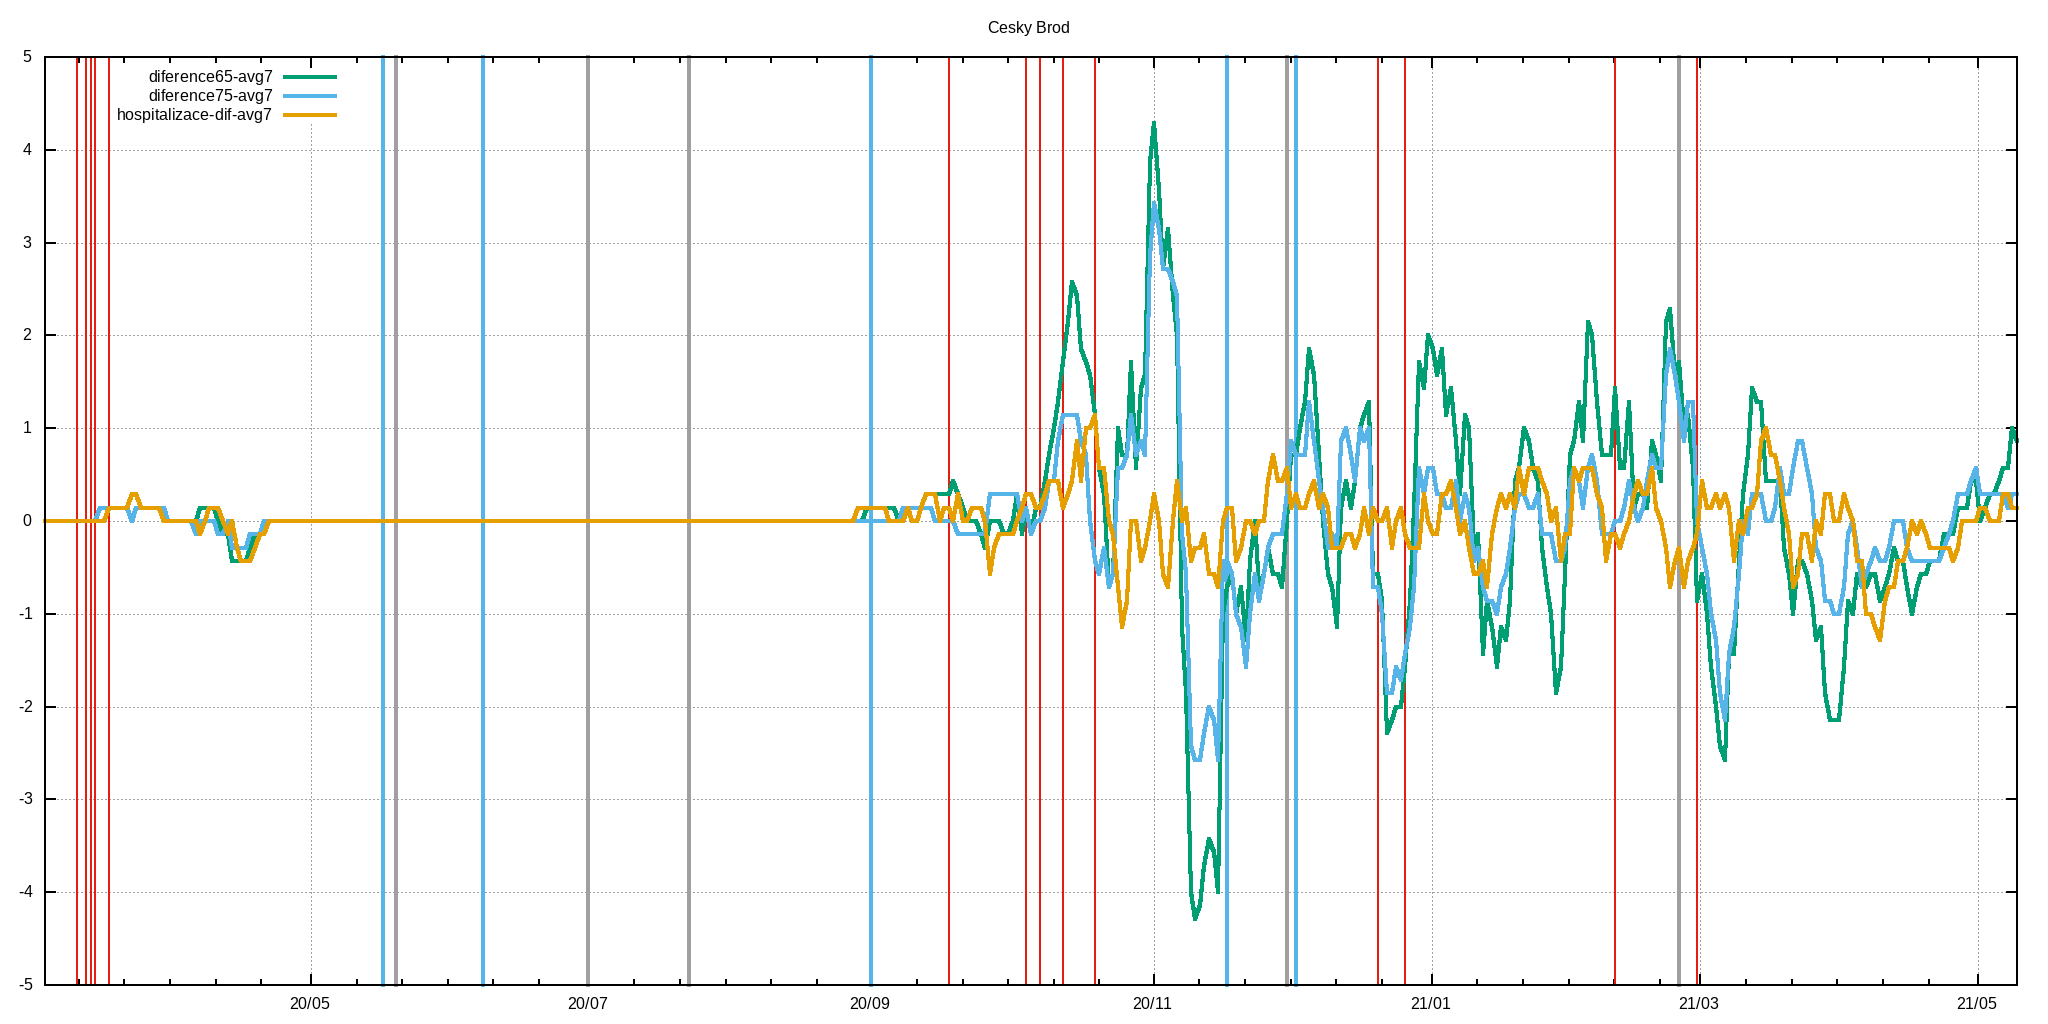 Cesky Brod
diference65-avg7
diference75-avg7
hospitalizace-dif-avg7
5
4
3
2
1
0
-1
-2
-3
-4
-5
20/05 20/07 20/09 20/11 21/01 21/03 21/05